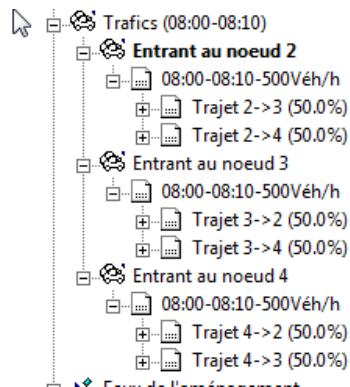 Trafics (08:00-08:10)
Entrant au noeud 2
08:00-08:10-500Véh/h
Trajet 2->3 (50.0%)
Trajet 2->4 (50.0%)
Entrant au noeud 3
08:00-08:10-500Véh/h
Trajet 3->2 (50.0%)
Trajet 3->4 (50.0%)
Entrant au noeud 4
08:00-08:10-500Véh/h
Trajet 4->2 (50.0%)
Trajet 4->3 (50.0%)
Feux de l'aménagement